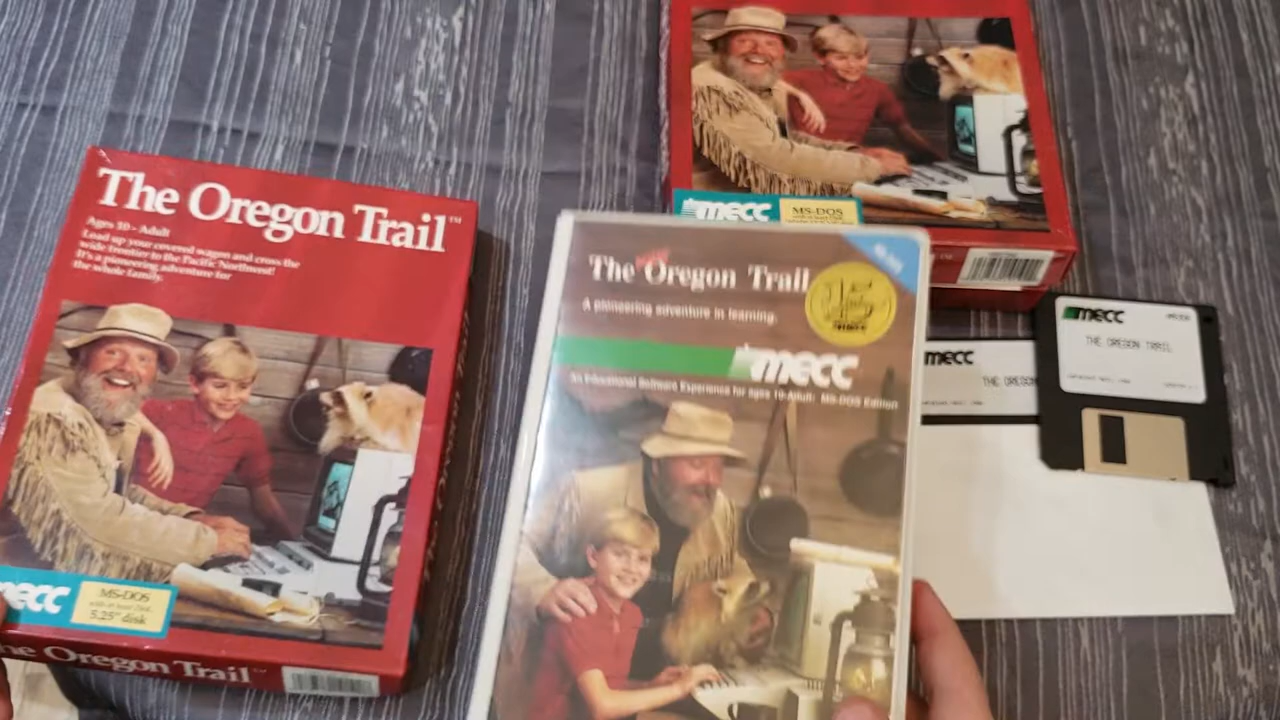 The Oregon Trail™
Ages 10 - Adult
Load up your covered wagon and cross the
wide frontier to the Pacific Northwest!
It's a pioneering adventure for
the whole family.
mecc
MS-DOS
5.25" disk
The Oregon Trail™
mecc
MS-DOS
The Oregon Trail
A pioneering adventure in learning.
15
mecc
An Educational Software Experience for ages 10-Adult: MS-DOS Edition
mecc
THE OREGON
mecc
THE OREGON TRAIL